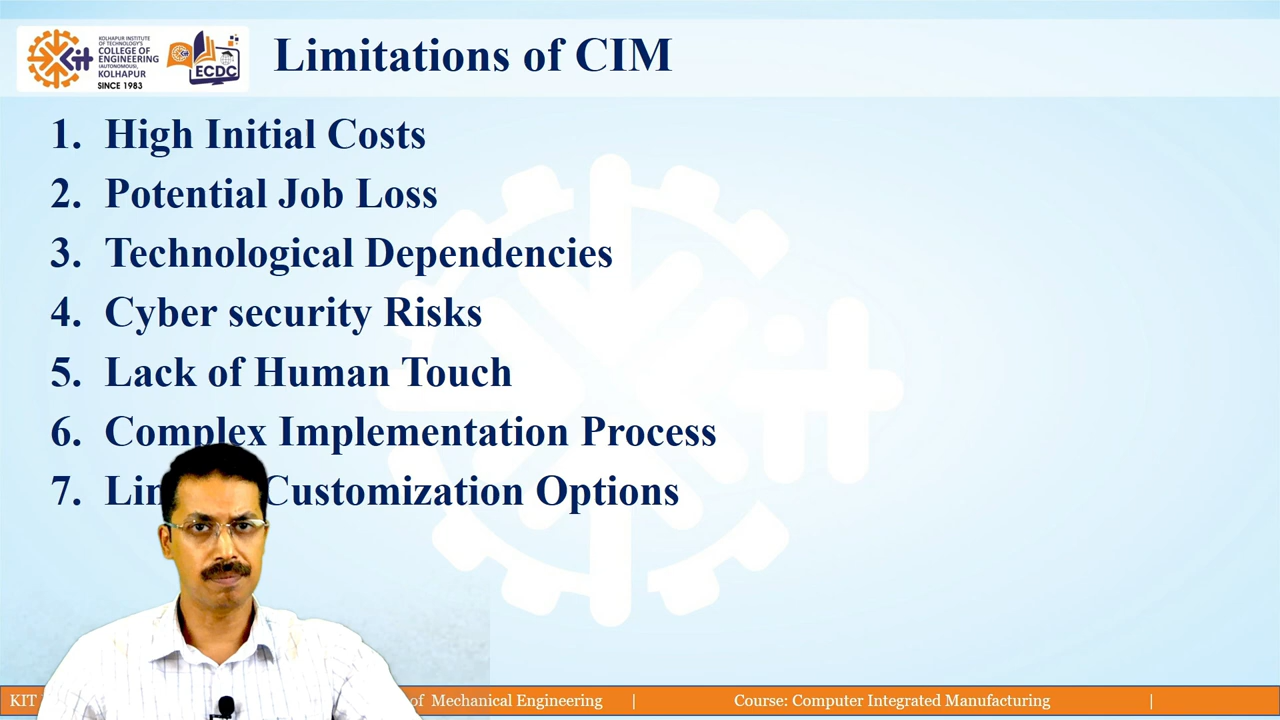 KOLHAPUR INSTITUTE
OF TECHNOLOGY'S
COLLEGE OF
ENGINEERING
(AUTONOMOUS),
KOLHAPUR
SINCE 1983
KIT
ECDC
Limitations of CIM
1. High Initial Costs
2. Potential Job Loss
3. Technological Dependencies
4. Cyber security Risks
5. Lack of Human Touch
6. Complex Implementation Process
7. Customization Options
KIT
of Mechanical Engineering | Course: Computer Integrated Manufacturing |